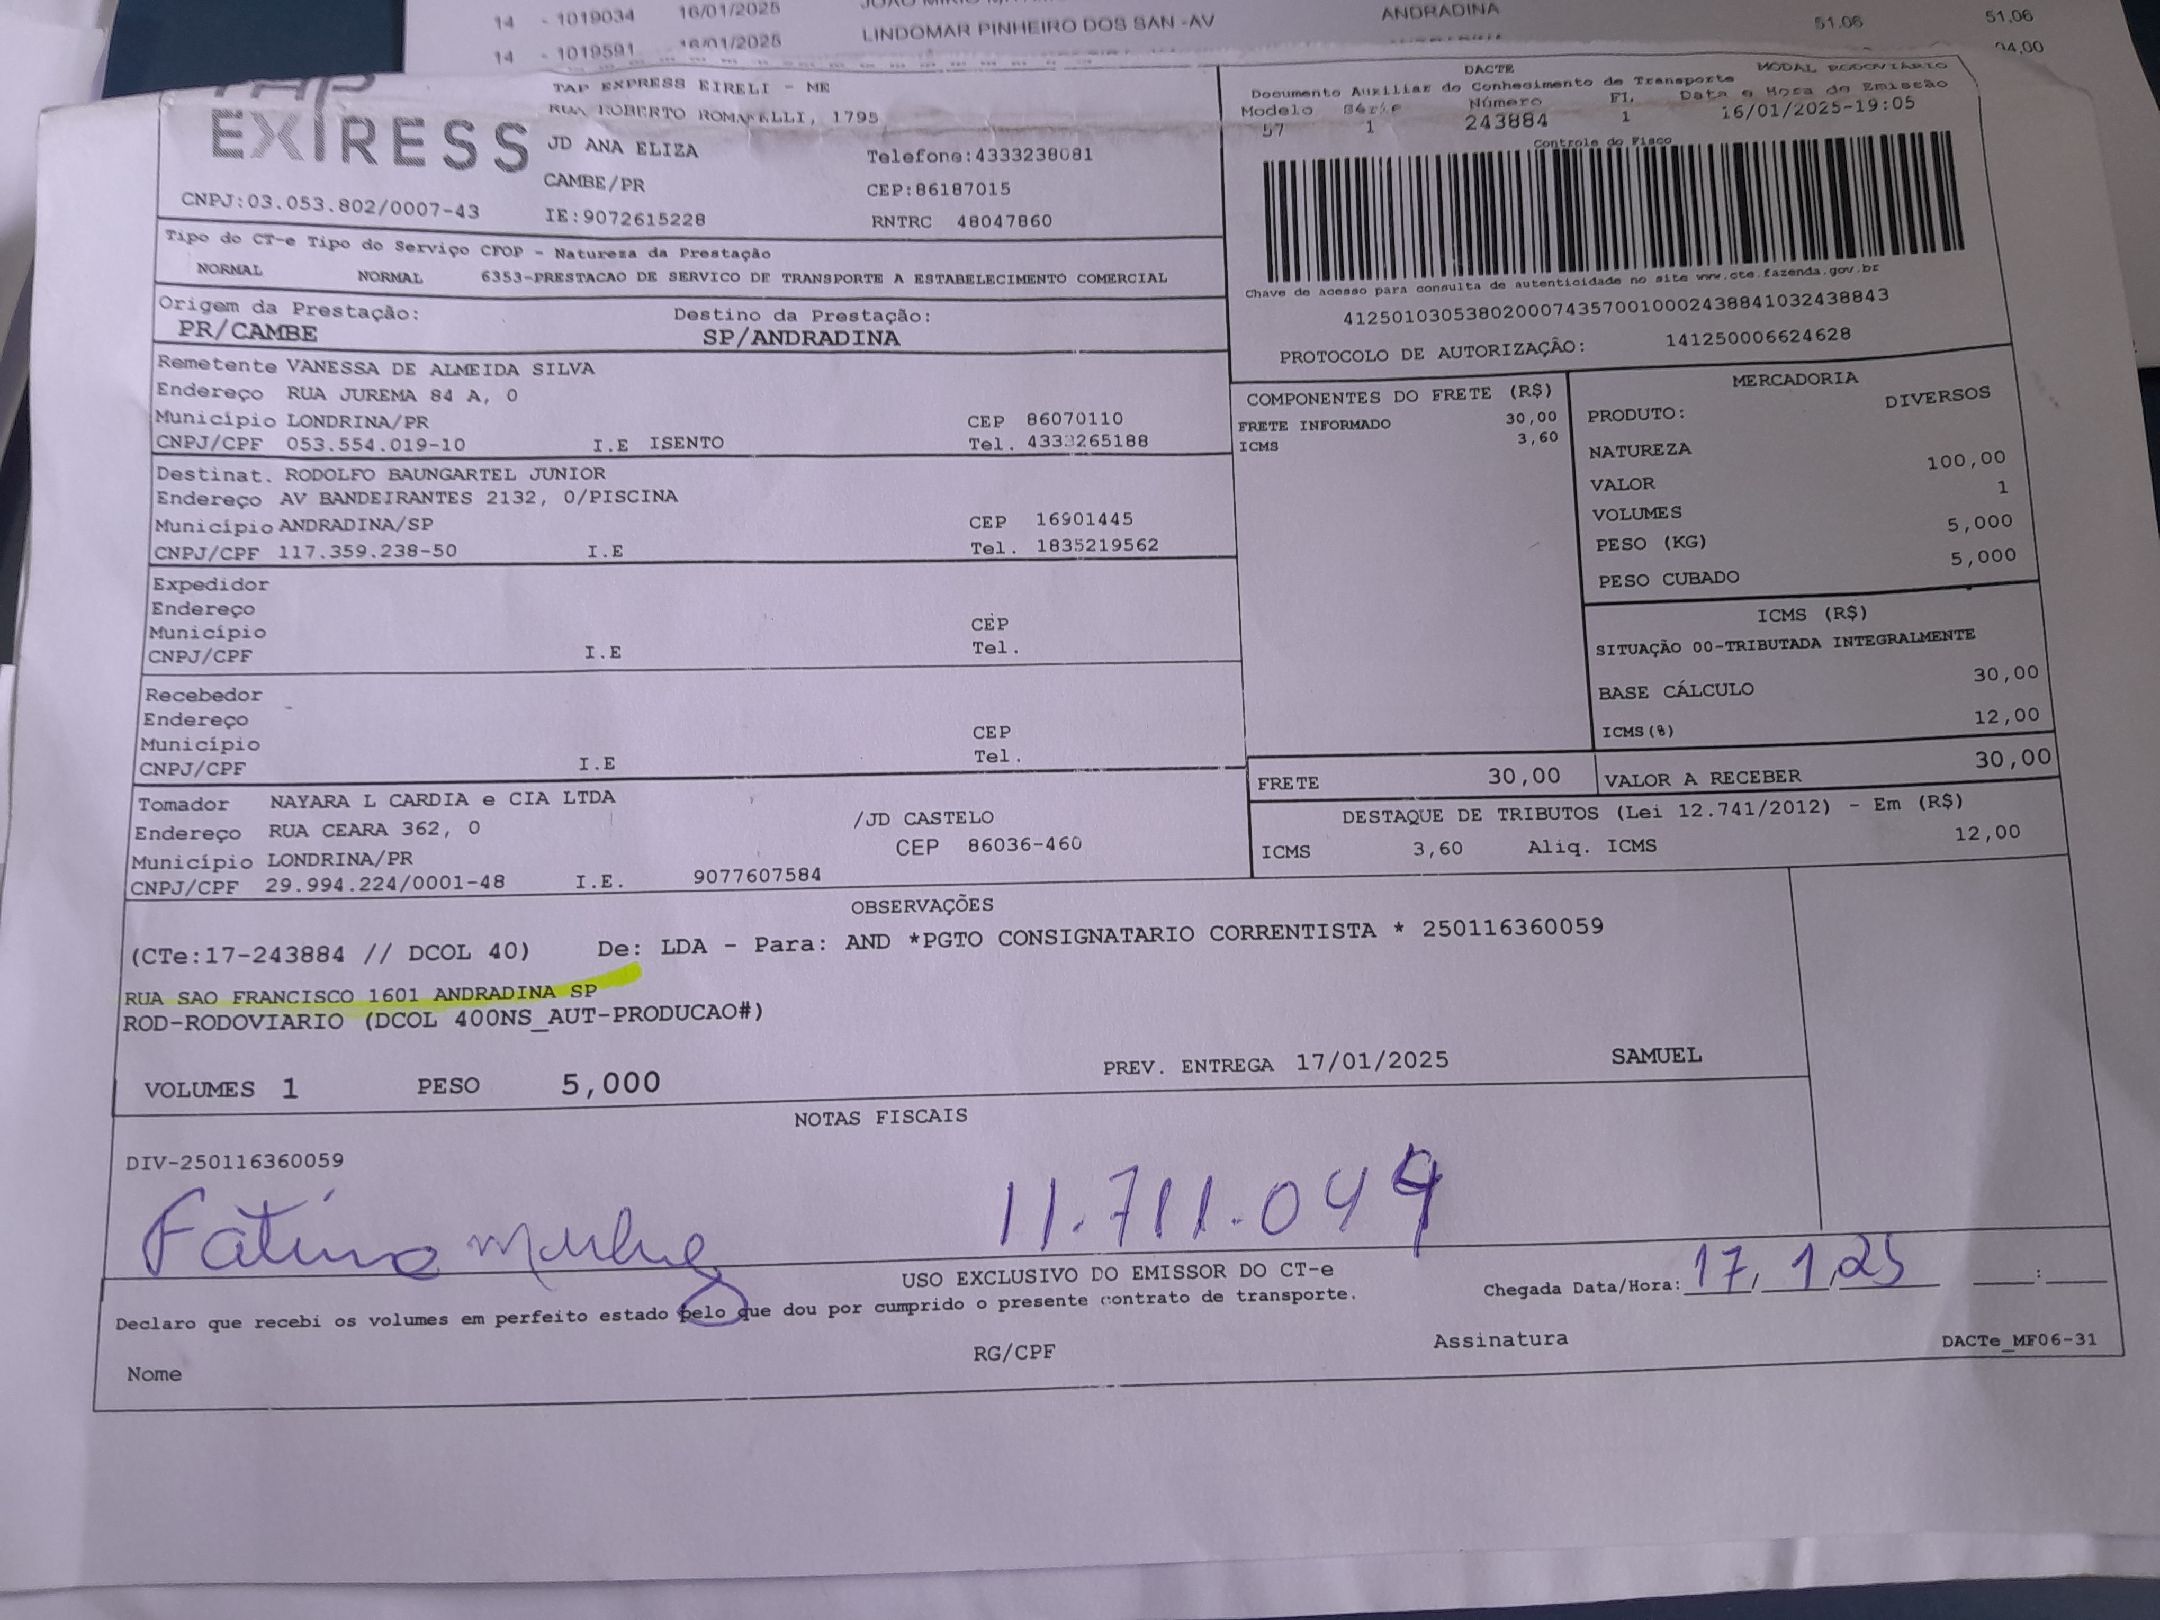 14 - 1019034 16/01/2025 ANDRADINA 51,06 51,06
14 - 1019591 16/01/2025 LINDOMAR PINHEIRO DOS SAN -AV
TAP EXPRESS EIRELI - ME
RUA ROBERTO ROMANELLI, 1795
EXPRESS
JD ANA ELIZA Telefone:4333238081
CAMBE/PR CEP:86187015
CNPJ:03.053.802/0007-43 IE:9072615228 RNTRC 48047860
DACTE MODAL RODOVIÁRIO
Documento Auxiliar do Conhecimento de Transporte
Modelo Série Número FL Data e Hora de Emissão
57 1 243884 1 16/01/2025-19:05
Controle do Fisco
Chave de acesso para consulta de autenticidade no site www.cte.fazenda.gov.br
41250103053802000743570010002438841032438843
PROTOCOLO DE AUTORIZAÇÃO: 141250006624628
Tipo do CT-e Tipo do Serviço CFOP - Natureza da Prestação
NORMAL NORMAL 6353-PRESTACAO DE SERVICO DE TRANSPORTE A ESTABELECIMENTO COMERCIAL
Origem da Prestação: Destino da Prestação:
PR/CAMBE SP/ANDRADINA
Remetente VANESSA DE ALMEIDA SILVA
Endereço RUA JUREMA 84 A, 0
Município LONDRINA/PR CEP 86070110
CNPJ/CPF 053.554.019-10 I.E ISENTO Tel. 4333265188
Destinat. RODOLFO BAUNGARTEL JUNIOR
Endereço AV BANDEIRANTES 2132, 0/PISCINA
Município ANDRADINA/SP CEP 16901445
CNPJ/CPF 117.359.238-50 I.E Tel. 1835219562
Expedidor
Endereço
Município CEP
CNPJ/CPF I.E Tel.
Recebedor
Endereço
Município CEP
CNPJ/CPF I.E Tel.
Tomador NAYARA L CARDIA e CIA LTDA
Endereço RUA CEARA 362, 0 /JD CASTELO
Município LONDRINA/PR CEP 86036-460
CNPJ/CPF 29.994.224/0001-48 I.E. 9077607584
COMPONENTES DO FRETE (R$)
FRETE INFORMADO 30,00
ICMS 3,60
MERCADORIA
PRODUTO: DIVERSOS
NATUREZA
VALOR 100,00
VOLUMES 1
PESO (KG) 5,000
PESO CUBADO 5,000
ICMS (R$)
SITUAÇÃO 00-TRIBUTADA INTEGRALMENTE
BASE CÁLCULO 30,00
ICMS(%) 12,00
FRETE 30,00 VALOR A RECEBER 30,00
DESTAQUE DE TRIBUTOS (Lei 12.741/2012) - Em (R$)
ICMS 3,60 Aliq. ICMS 12,00
OBSERVAÇÕES
(CTe:17-243884 // DCOL 40) De: LDA - Para: AND *PGTO CONSIGNATARIO CORRENTISTA * 250116360059
RUA SAO FRANCISCO 1601 ANDRADINA SP
ROD-RODOVIARIO (DCOL 400NS_AUT-PRODUCAO#)
VOLUMES 1 PESO 5,000 PREV. ENTREGA 17/01/2025 SAMUEL
NOTAS FISCAIS
DIV-250116360059
Fátima 11.711.049
USO EXCLUSIVO DO EMISSOR DO CT-e
Chegada Data/Hora: 17/1/25 __:__
Declaro que recebi os volumes em perfeito estado pelo que dou por cumprido o presente contrato de transporte.
Nome RG/CPF Assinatura DACTe_MF06-31